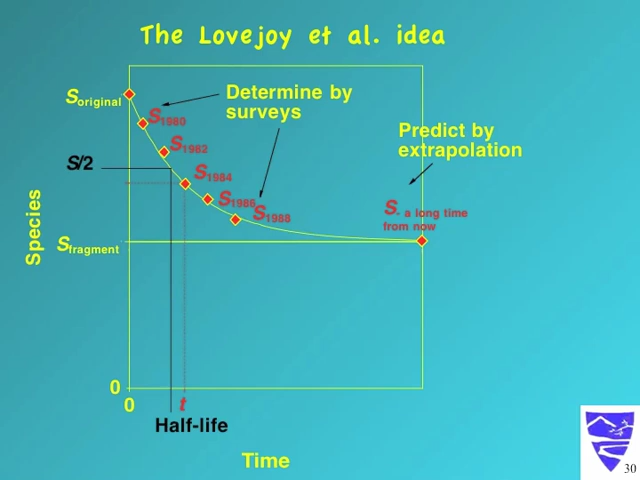 The Lovejoy et al. idea
Soriginal
Determine by
surveys
S1980
Predict by
extrapolation
S1982
S/2
S1984
S1986
S1988
S- a long time
from now
Species
Sfragment
0
0
t
Half-life
Time
30